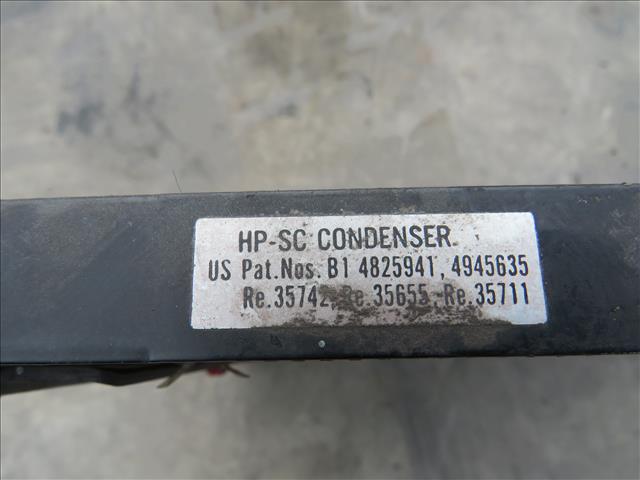 HP-SC CONDENSER
US Pat.Nos. B1 4825941, 4945635
Re.35742, Re.35655, Re.35711